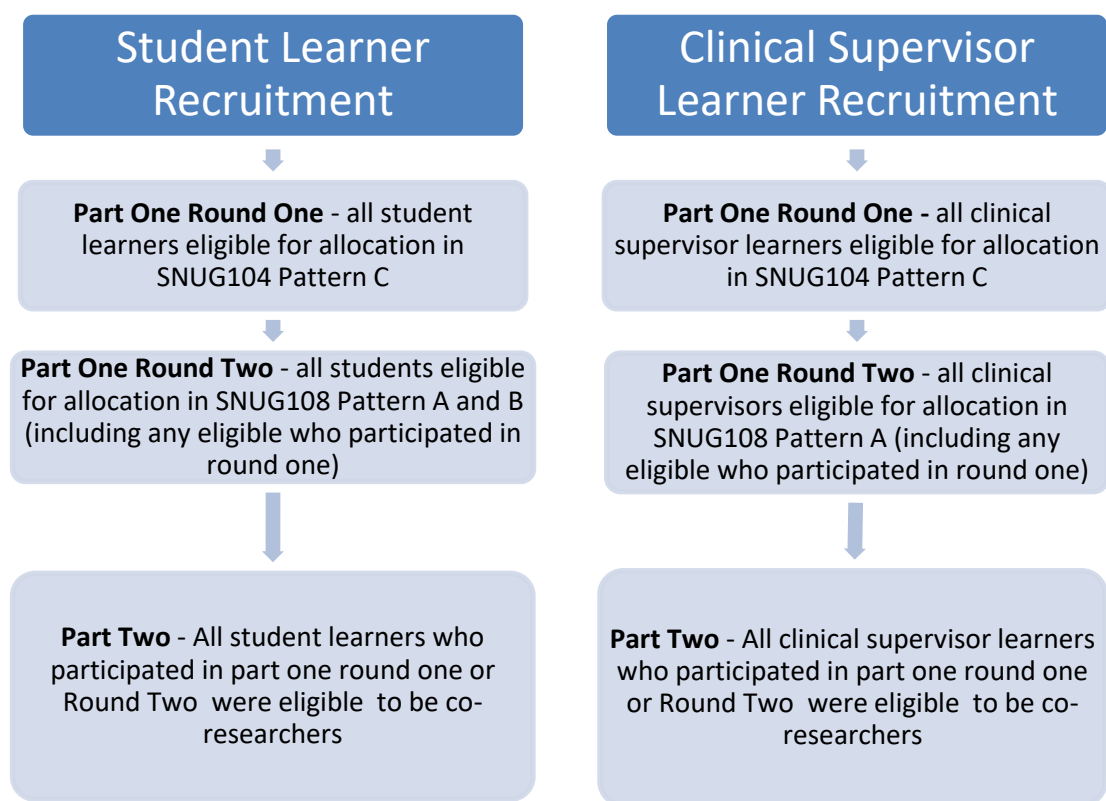 Student Learner
Recruitment
Part One Round One - all student
learners eligible for allocation in
SNUG104 Pattern C
Part One Round Two - all students eligible
for allocation in SNUG108 Pattern A and B
(including any eligible who participated in
round one)
Part Two - All student learners who
participated in part one round one or
Round Two were eligible to be co-
researchers
Clinical Supervisor
Learner Recruitment
Part One Round One - all clinical
supervisor learners eligible for allocation
in SNUG104 Pattern C
Part One Round Two - all clinical
supervisors eligible for allocation in
SNUG108 Pattern A (including any
eligible who participated in round one)
Part Two - All clinical supervisor learners
who participated in part one round one
or Round Two were eligible to be co-
researchers